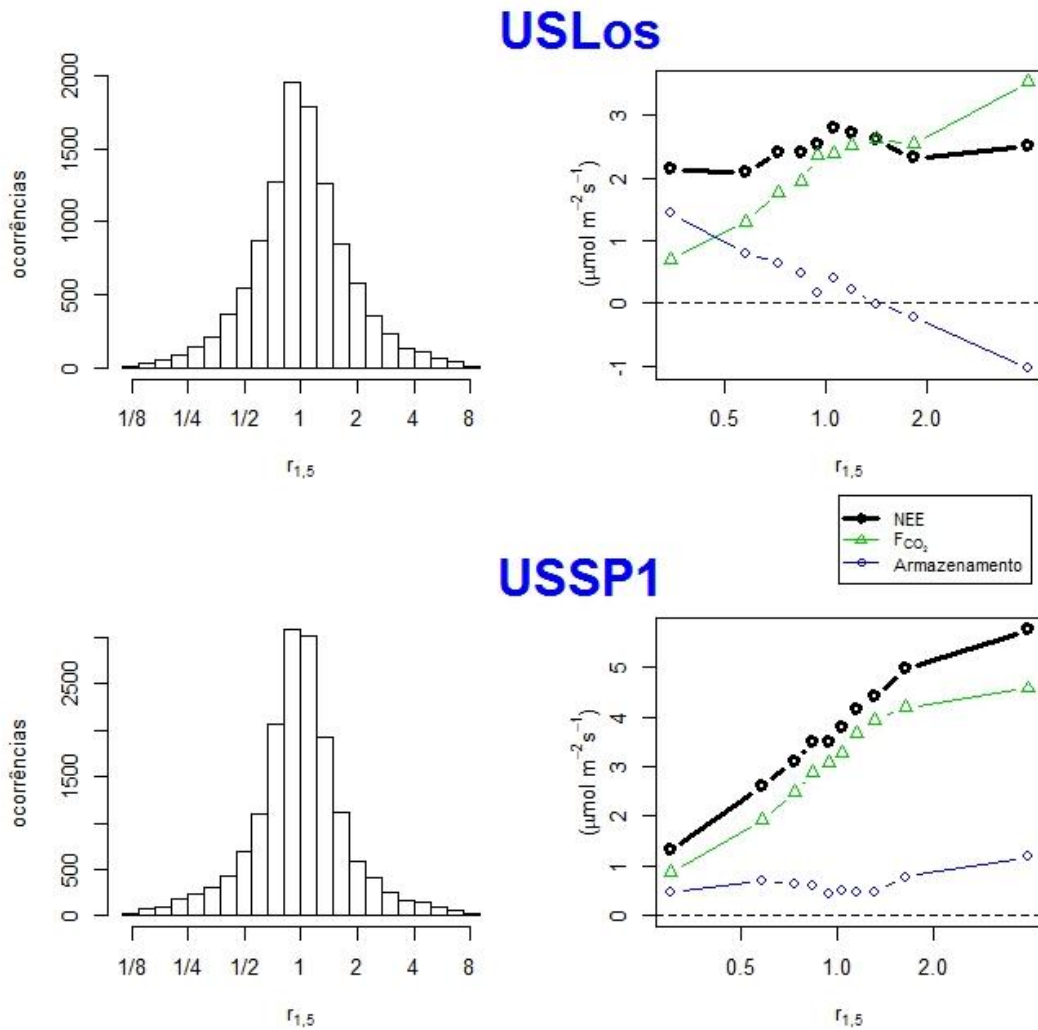 USLos
ocorrências
2000
1500
1000
500
0
1/8 1/4 1/2 1 2 4 8
r1,5
(µmol m−2 s−1)
3
2
1
0
-1
0.5 1.0 2.0
r1,5
NEE
FCO2
Armazenamento
USSP1
ocorrências
2500
1500
500
0
1/8 1/4 1/2 1 2 4 8
r1,5
(µmol m−2 s−1)
5
4
3
2
1
0
0.5 1.0 2.0
r1,5